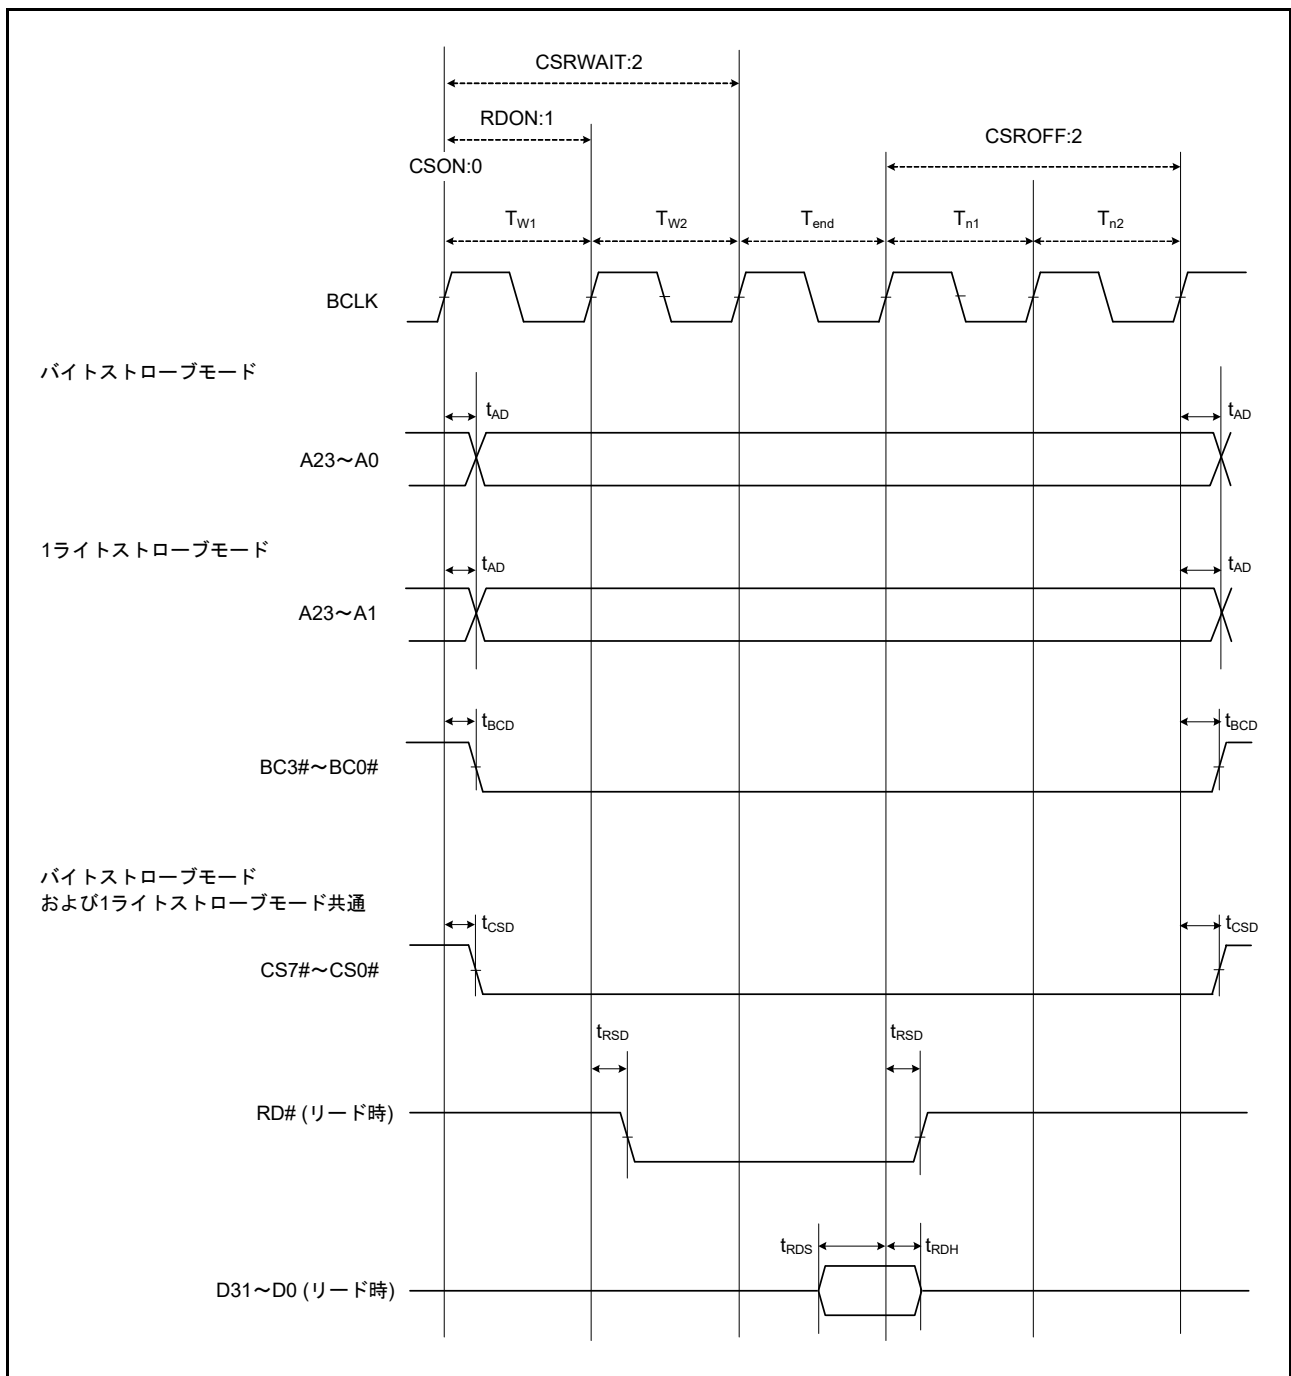 CSRWAIT:2
RDON:1
CSROFF:2
CSON:0
TW1 TW2 Tend Tn1 Tn2
BCLK
バイトストローブモード
tAD tAD
A23～A0
1ライトストローブモード
tAD tAD
A23～A1
tBCD tBCD
BC3#～BC0#
バイトストローブモード
および1ライトストローブモード共通
tCSD tCSD
CS7#～CS0#
tRSD tRSD
RD# (リード時)
tRDS tRDH
D31～D0 (リード時)